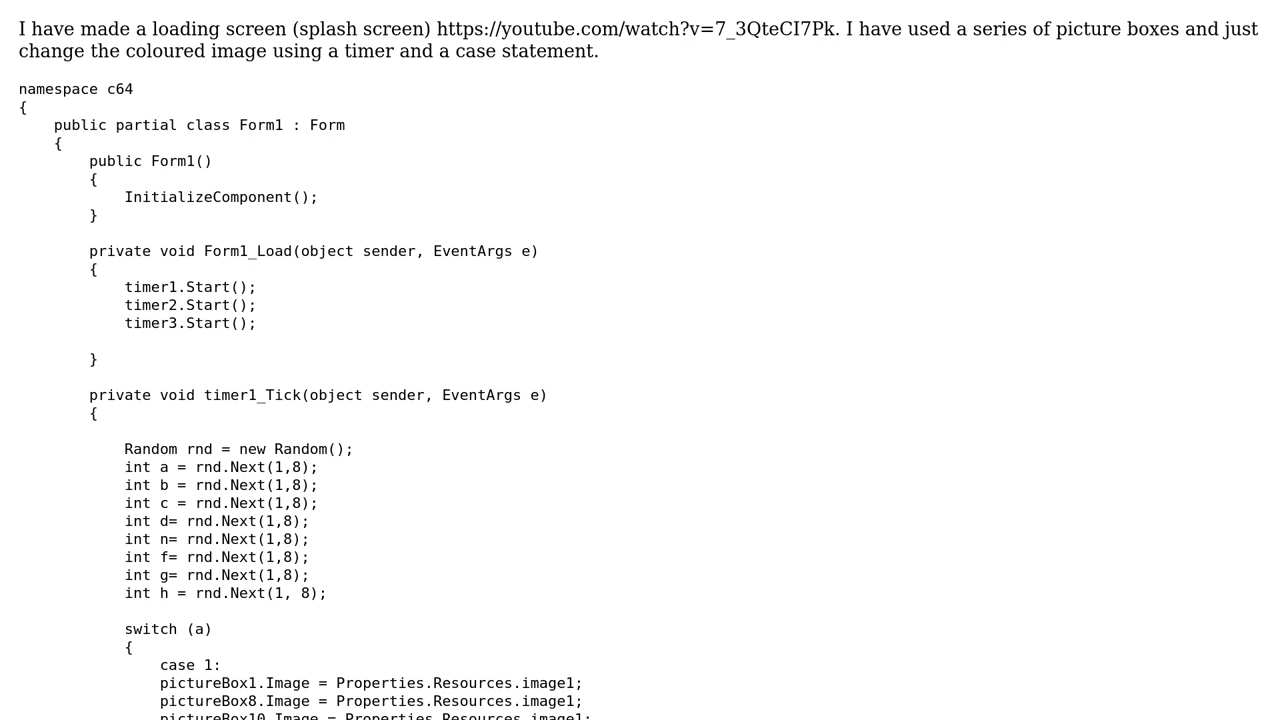 I have made a loading screen (splash screen) https://youtube.com/watch?v=7_3QteCI7Pk. I have used a series of picture boxes and just
change the coloured image using a timer and a case statement.
namespace c64
{
    public partial class Form1 : Form
    {
        public Form1()
        {
            InitializeComponent();
        }
        private void Form1_Load(object sender, EventArgs e)
        {
            timer1.Start();
            timer2.Start();
            timer3.Start();
        }
        private void timer1_Tick(object sender, EventArgs e)
        {
            Random rnd = new Random();
            int a = rnd.Next(1,8);
            int b = rnd.Next(1,8);
            int c = rnd.Next(1,8);
            int d= rnd.Next(1,8);
            int n= rnd.Next(1,8);
            int f= rnd.Next(1,8);
            int g= rnd.Next(1,8);
            int h = rnd.Next(1, 8);
            switch (a)
            {
                case 1:
                pictureBox1.Image = Properties.Resources.image1;
                pictureBox8.Image = Properties.Resources.image1;
                pictureBox10.Image = Properties.Resources.image1;